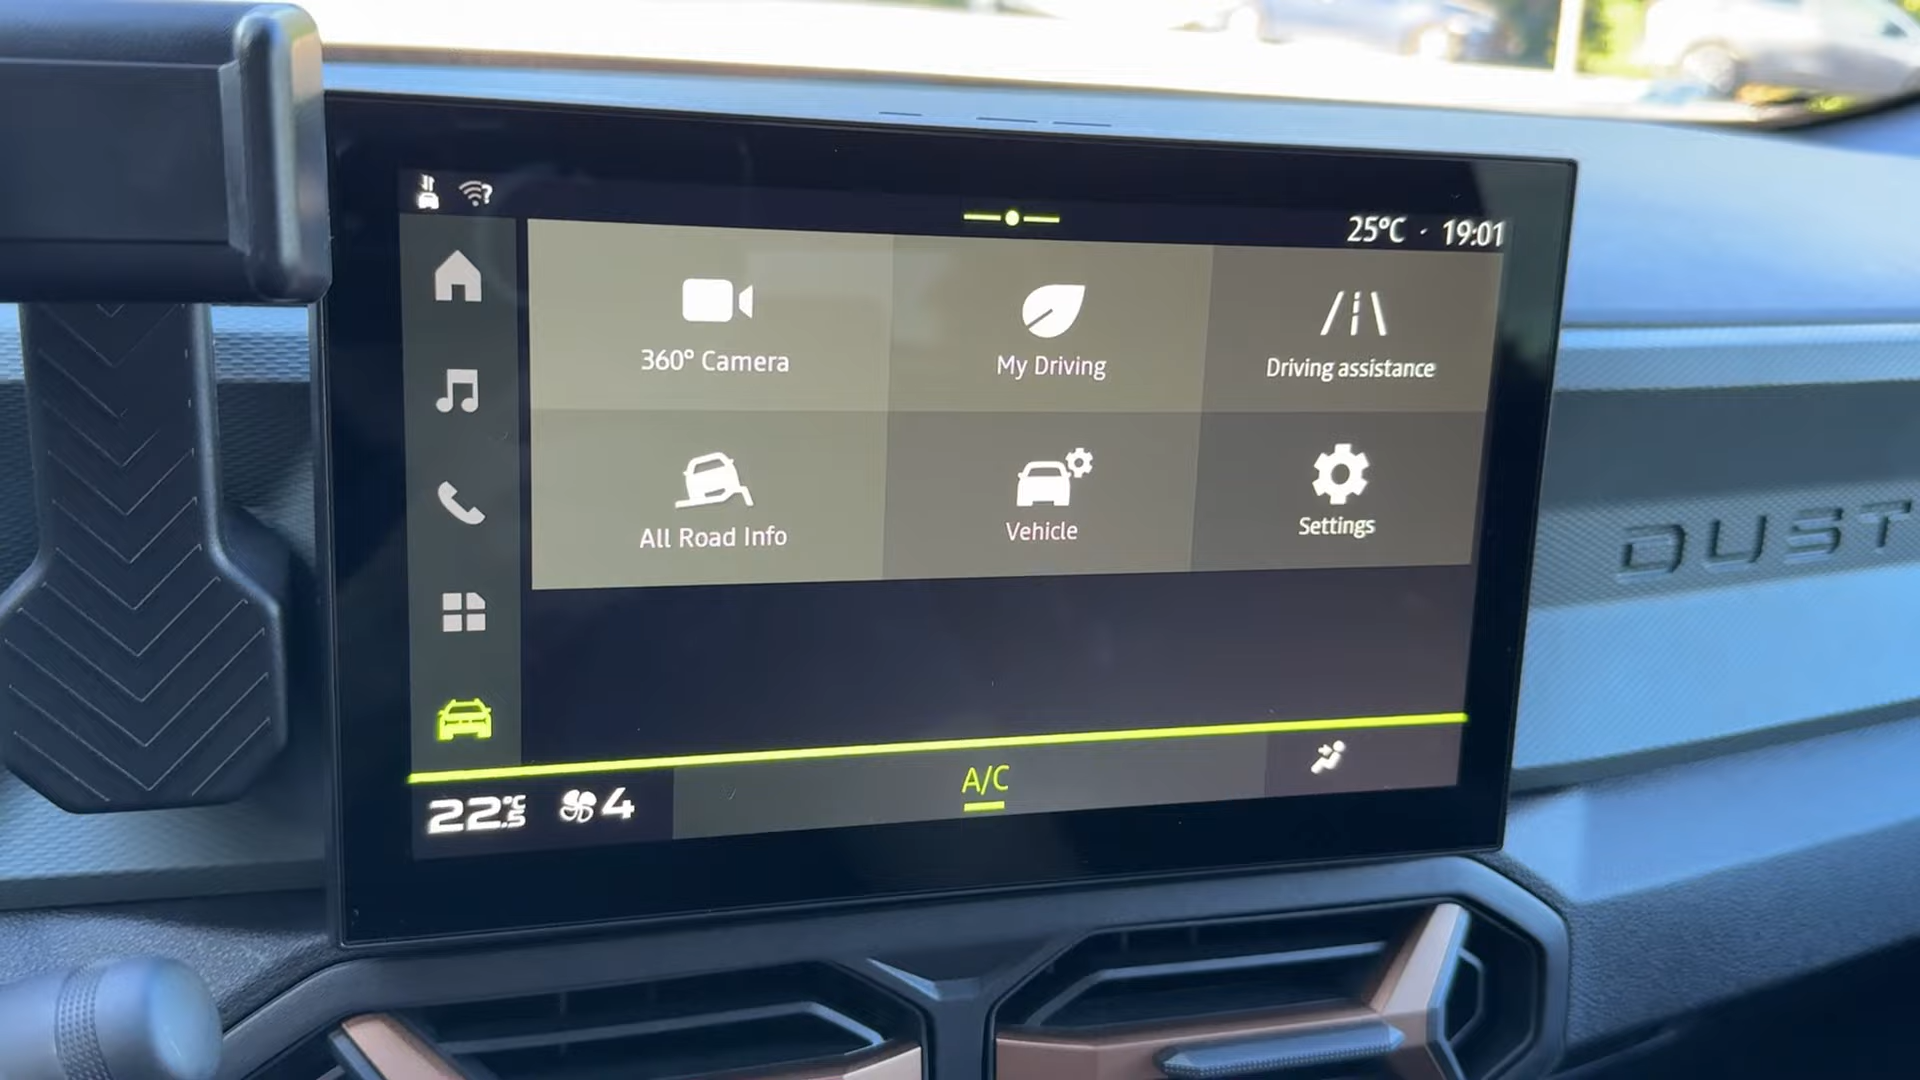 25°C · 19:01
360° Camera
My Driving
Driving assistance
All Road Info
Vehicle
Settings
DUST
22.5°C 4
A/C